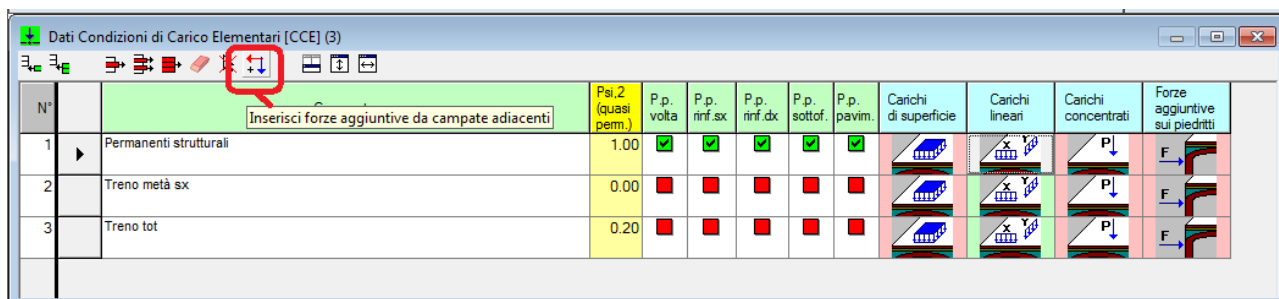 Dati Condizioni di Carico Elementari [CCE] (3)
N° Psi,2 (quasi perm.) P.p. volta P.p. rinf.sx P.p. rinf.dx P.p. sottof. P.p. pavim. Carichi di superficie Carichi lineari Carichi concentrati Forze aggiuntive sui piedritti
Inserisci forze aggiuntive da campate adiacenti
1 Permanenti strutturali 1.00
2 Treno metà sx 0.00
3 Treno tot 0.20